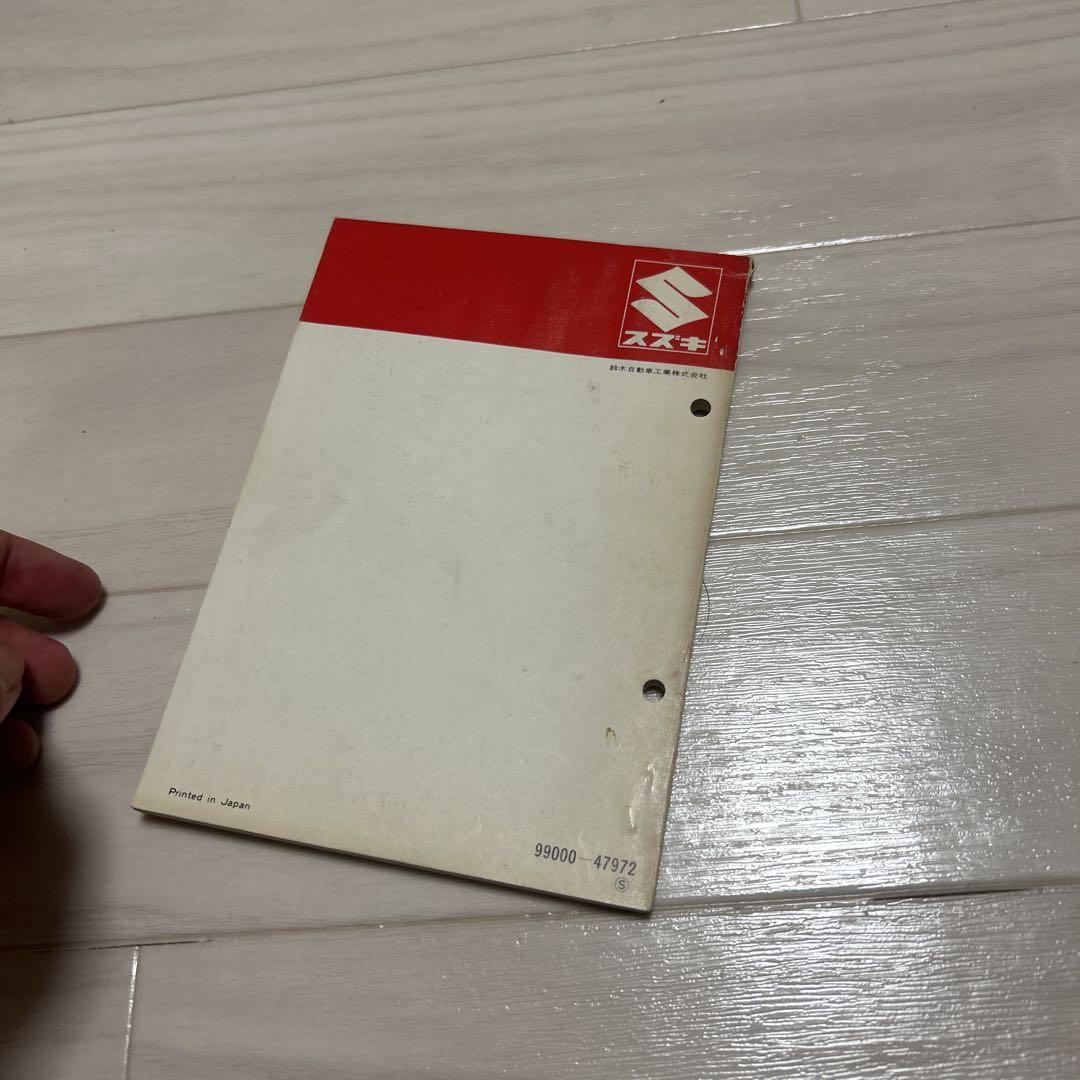 スズキ
鈴木自動車工業株式会社
Printed in Japan
99000-47972
Ⓢ